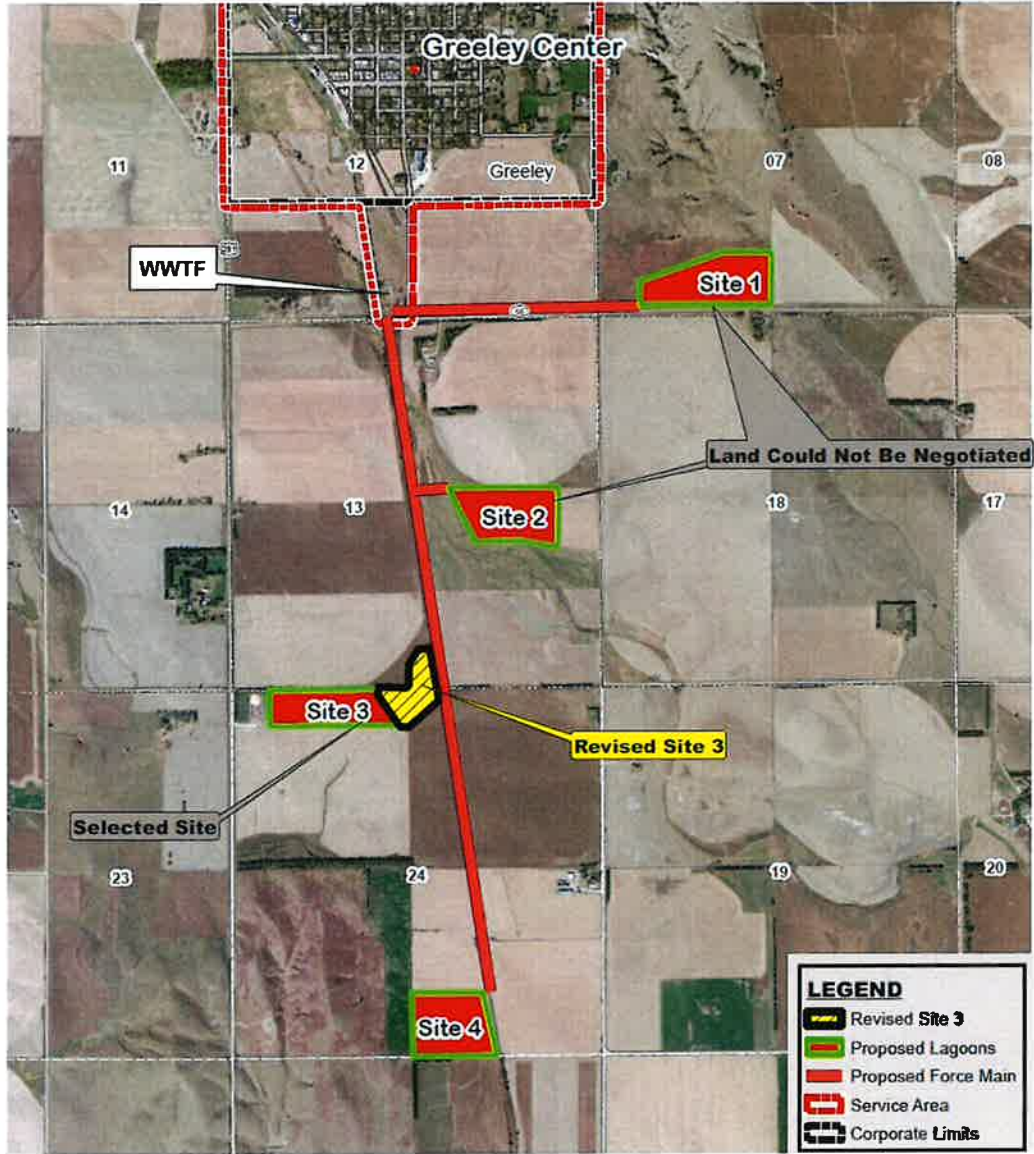 Greeley Center
11
12
07
08
Greeley
WWTF
Site 1
Land Could Not Be Negotiated
14
13
Site 2
18
17
Site 3
Revised Site 3
Selected Site
23
24
19
20
Site 4
LEGEND
Revised Site 3
Proposed Lagoons
Proposed Force Main
Service Area
Corporate Limits